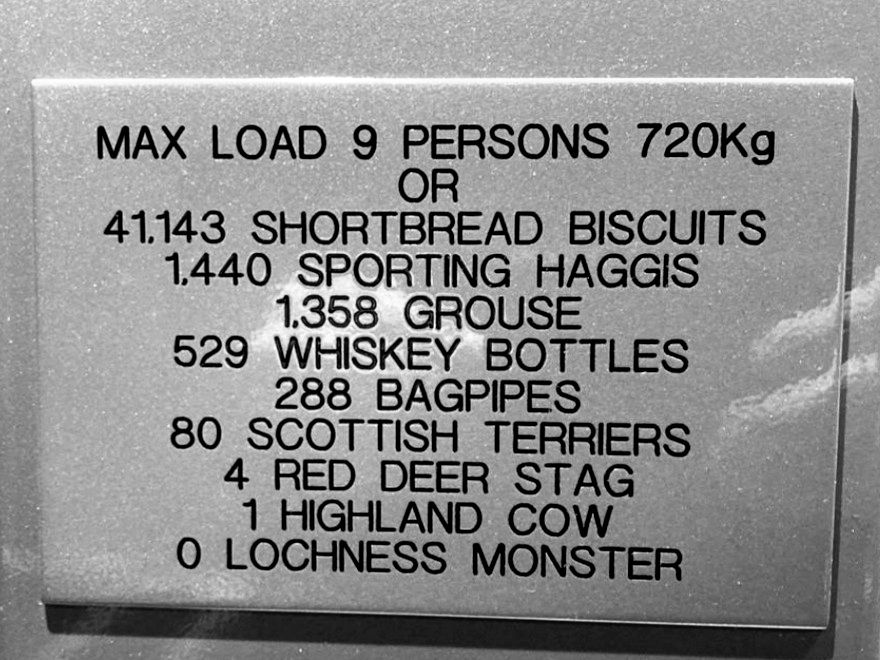 MAX LOAD 9 PERSONS 720Kg
OR
41.143 SHORTBREAD BISCUITS
1.440 SPORTING HAGGIS
1.358 GROUSE
529 WHISKEY BOTTLES
288 BAGPIPES
80 SCOTTISH TERRIERS
4 RED DEER STAG
1 HIGHLAND COW
0 LOCHNESS MONSTER